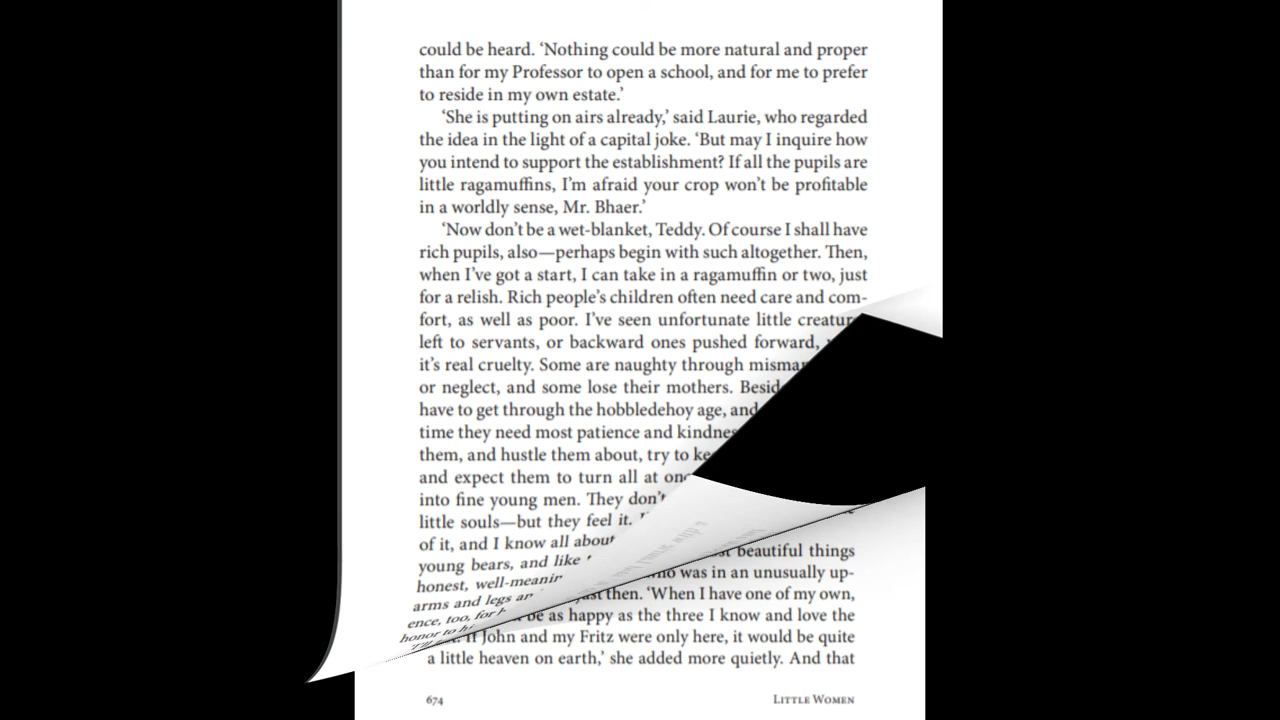 could be heard. ‘Nothing could be more natural and proper
than for my Professor to open a school, and for me to prefer
to reside in my own estate.’
‘She is putting on airs already,’ said Laurie, who regarded
the idea in the light of a capital joke. ‘But may I inquire how
you intend to support the establishment? If all the pupils are
little ragamuffins, I’m afraid your crop won’t be profitable
in a worldly sense, Mr. Bhaer.’
‘Now don’t be a wet-blanket, Teddy. Of course I shall have
rich pupils, also—perhaps begin with such altogether. Then,
when I’ve got a start, I can take in a ragamuffin or two, just
for a relish. Rich people’s children often need care and com-
fort, as well as poor. I’ve seen unfortunate little
left to servants, or backward ones pushed forward,
it’s real cruelty. Some are naughty through
or neglect, and some lose their mothers.
have to get through the hobbledehoy age, and
time they need most patience and
them, and hustle them about, try to
and expect them to turn all at
into fine young men. They don’t
little souls—but they feel it.
of it, and I know all about
young bears, and like
honest,
arms and legs
ence, too, for
honor to
beautiful things
was in an unusually up-
then. ‘When I have one of my own,
be as happy as the three I know and love the
If John and my Fritz were only here, it would be quite
a little heaven on earth,’ she added more quietly. And that
674 Little Women